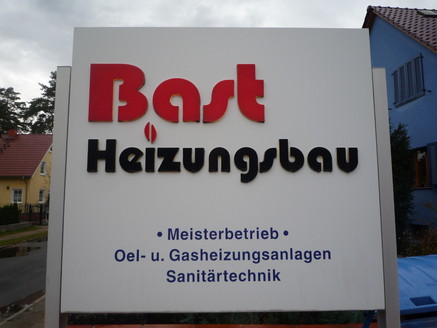 Bast
Heizungsbau
• Meisterbetrieb •
Oel- u. Gasheizungsanlagen
Sanitärtechnik